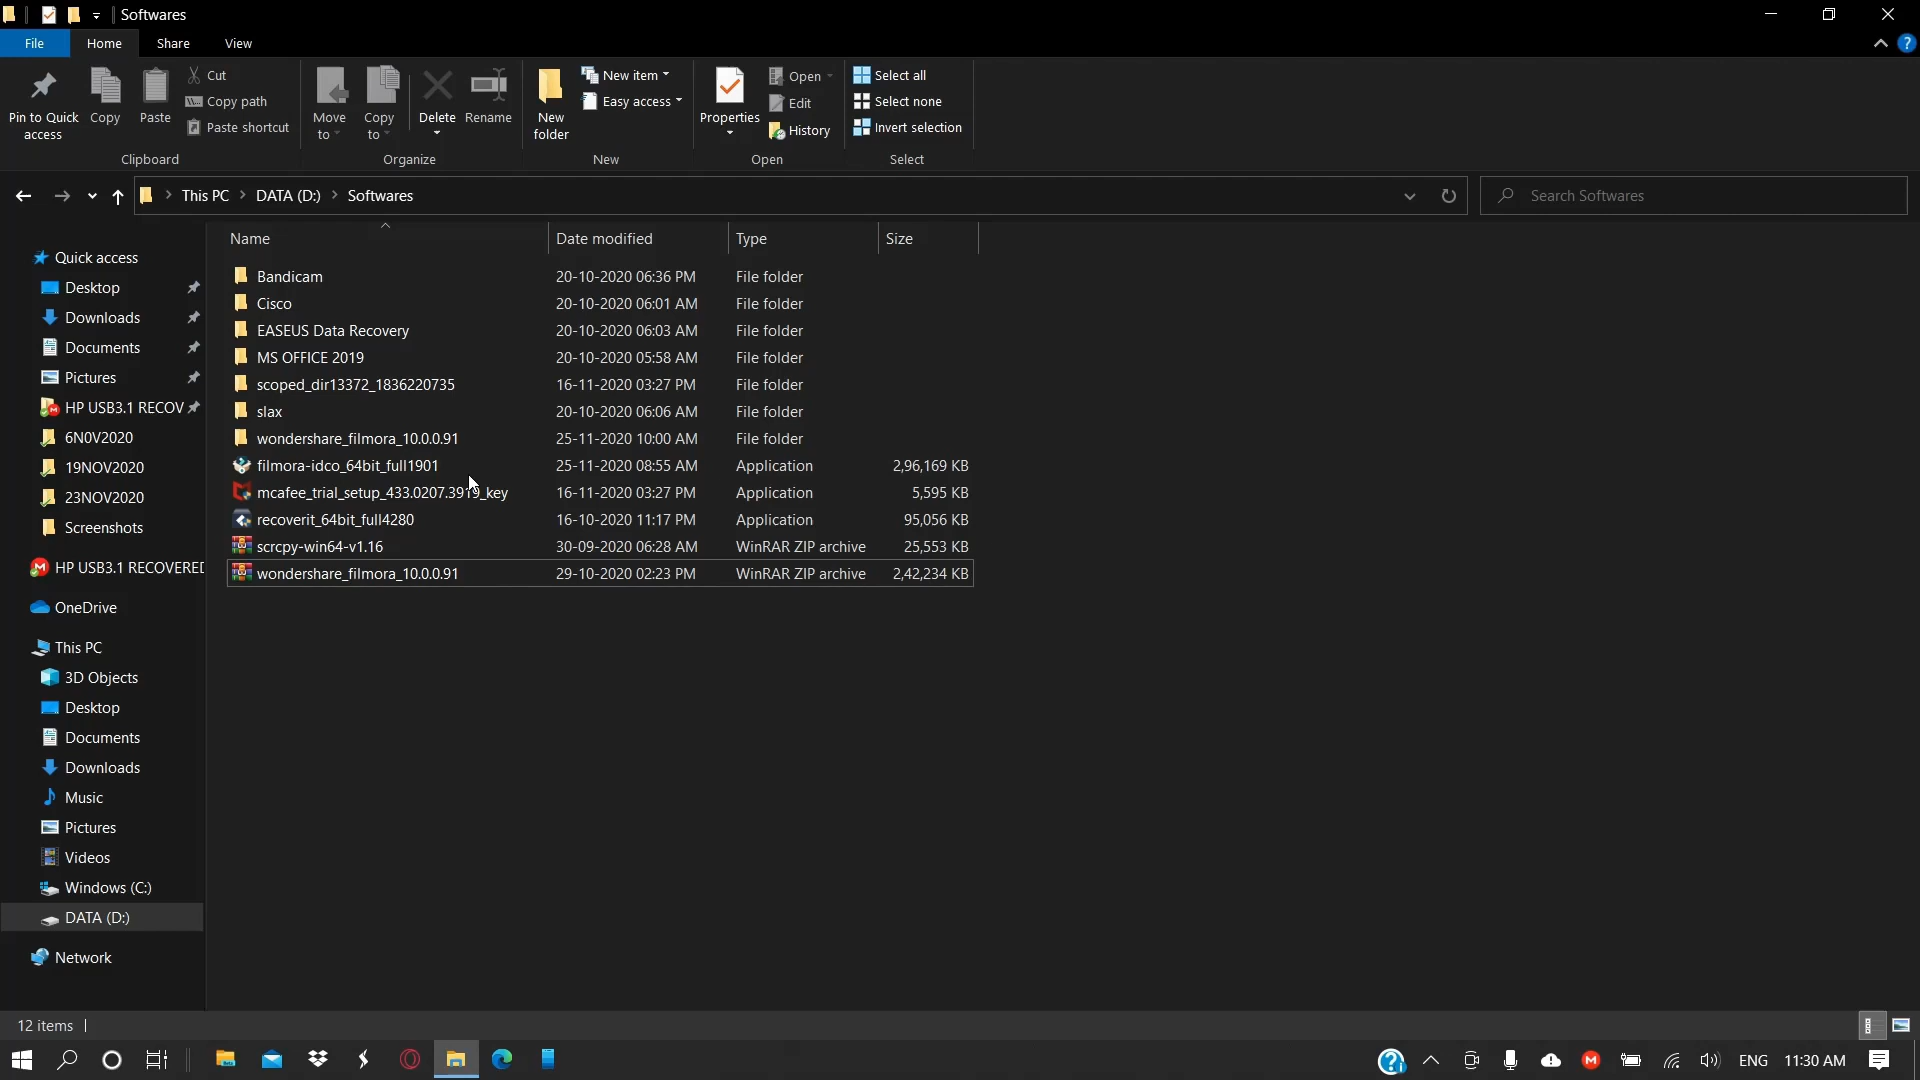 Softwares
File Home Share View
Pin to Quick access
Copy
Paste
Cut
Copy path
Paste shortcut
Clipboard
Move to
Copy to
Delete
Rename
Organize
New folder
New item
Easy access
New
Properties
Open
Edit
History
Open
Select all
Select none
Invert selection
Select
This PC DATA (D:) Softwares
Search Softwares
Name Date modified Type Size
Bandicam 20-10-2020 06:36 PM File folder
Cisco 20-10-2020 06:01 AM File folder
EASEUS Data Recovery 20-10-2020 06:03 AM File folder
MS OFFICE 2019 20-10-2020 05:58 AM File folder
scoped_dir13372_1836220735 16-11-2020 03:27 PM File folder
slax 20-10-2020 06:06 AM File folder
wondershare_filmora_10.0.0.91 25-11-2020 10:00 AM File folder
filmora-idco_64bit_full1901 25-11-2020 08:55 AM Application 2,96,169 KB
16-11-2020 03:27 PM Application 5,595 KB
recoverit_64bit_full4280 16-10-2020 11:17 PM Application 95,056 KB
scrcpy-win64-v1.16 30-09-2020 06:28 AM WinRAR ZIP archive 25,553 KB
wondershare_filmora_10.0.0.91 29-10-2020 02:23 PM WinRAR ZIP archive 2,42,234 KB
Quick access
Desktop
Downloads
Documents
Pictures
HP USB3.1 RECOV
6N0V2020
19NOV2020
23NOV2020
Screenshots
HP USB3.1 RECOVERED
OneDrive
This PC
3D Objects
Desktop
Documents
Downloads
Music
Pictures
Videos
Windows (C:)
DATA (D:)
Network
12 items
ENG 11:30 AM